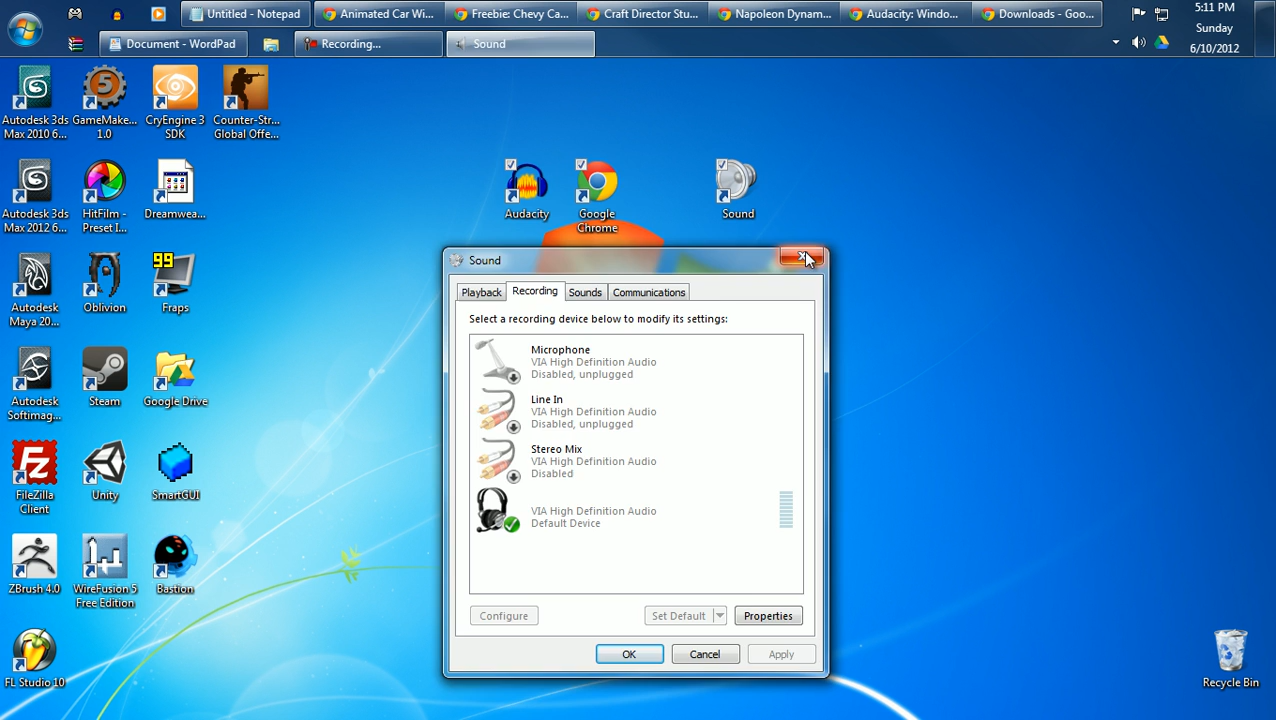 Untitled - Notepad
Animated Car Wi...
Freebie: Chevy Ca...
Craft Director Stu...
Napoleon Dynam...
Audacity: Windo...
Downloads - Goo...
5:11 PM
Sunday
6/10/2012
Document - WordPad
Recording...
Sound
Autodesk 3ds
Max 2010 6...
GameMake...
1.0
CryEngine 3
SDK
Counter-Str...
Global Offe...
Autodesk 3ds
Max 2012 6...
HitFilm -
Preset I...
Dreamwea...
Audacity
Google
Chrome
Sound
Autodesk
Maya 20...
Oblivion
99
Fraps
Autodesk
Softimag...
Steam
Google Drive
FileZilla
Client
Unity
SmartGUI
ZBrush 4.0
WireFusion 5
Free Edition
Bastion
FL Studio 10
Recycle Bin
Sound
Playback
Recording
Sounds
Communications
Select a recording device below to modify its settings:
Microphone
VIA High Definition Audio
Disabled, unplugged
Line In
VIA High Definition Audio
Disabled, unplugged
Stereo Mix
VIA High Definition Audio
Disabled
VIA High Definition Audio
Default Device
Configure
Set Default
Properties
OK
Cancel
Apply